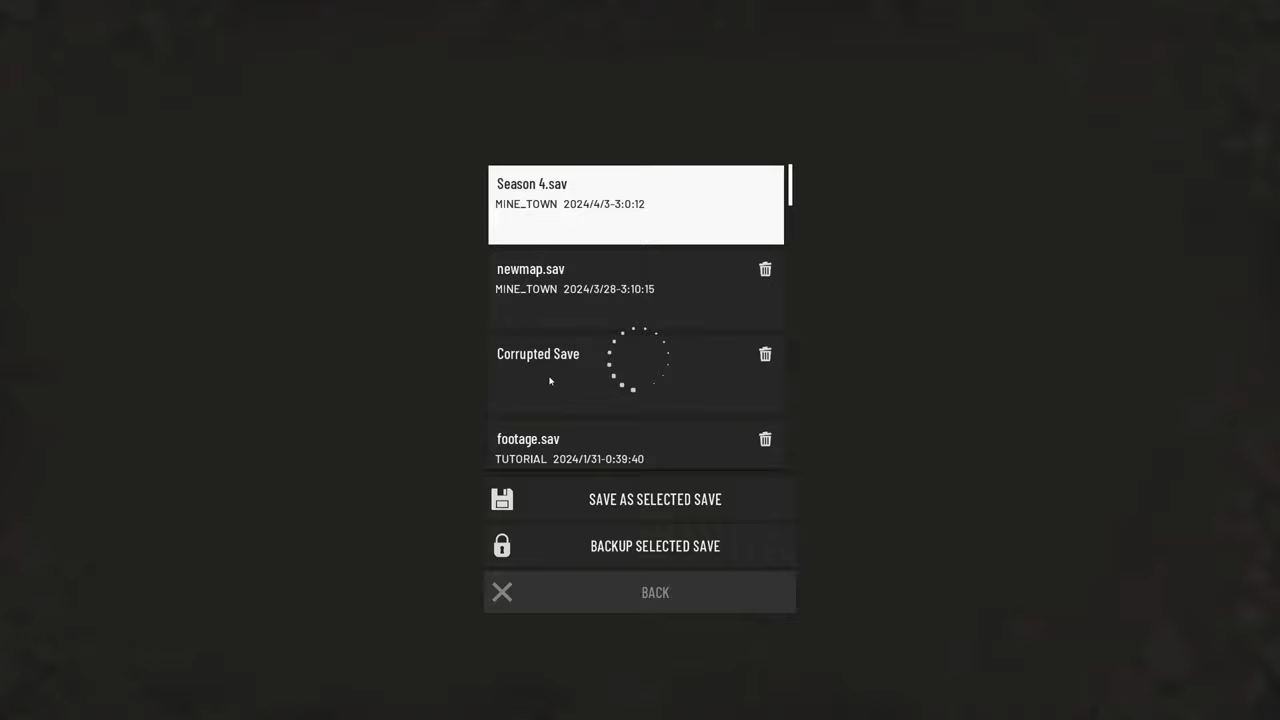 Season 4.sav
MINE_TOWN 2024/4/3-3:0:12
newmap.sav
MINE_TOWN 2024/3/28-3:10:15
Corrupted Save
footage.sav
TUTORIAL 2024/1/31-0:39:40
SAVE AS SELECTED SAVE
BACKUP SELECTED SAVE
BACK